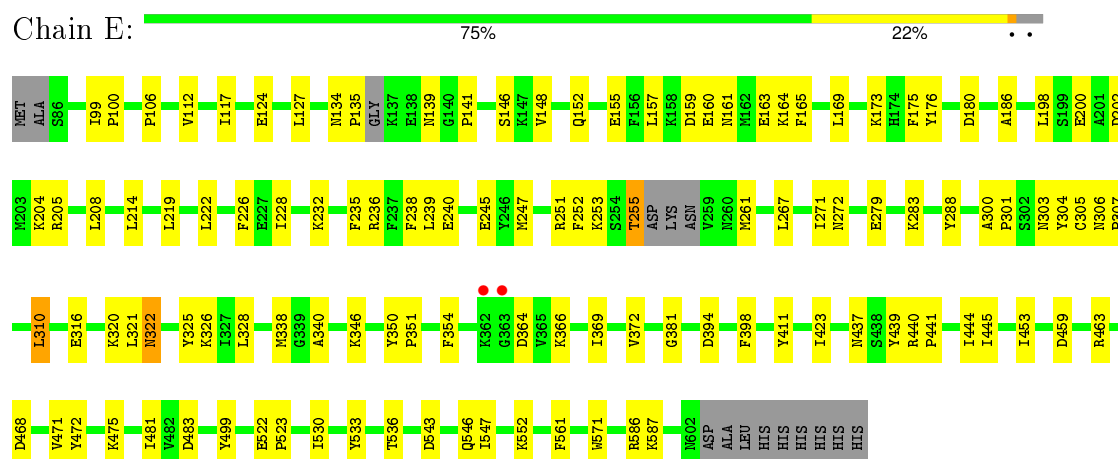 Chain E:
75% 22% • •
MET ALA S86 I99 P100 P106 V112 I117 E124 L127 N134 P135 GLY K137 E138 N139 G140 P141 S146 K147 V148 Q152 E155 F156 L157 K158 D159 E160 N161 M162 E163 K164 F165 L169 K173 H174 F175 Y176 D180 A186 L198 S199 E200 A201 D202
M203 K204 R205 L208 L214 L219 L222 F226 E227 I228 K232 F235 R236 F237 F238 L239 E240 E245 Y246 M247 R251 F252 K253 S254 T255 ASP LYS ASN V259 N260 M261 L267 I271 N272 E279 K283 Y288 A300 P301 S302 N303 Y304 C305 N306
L310 E316 K320 L321 N322 Y325 K326 I327 L328 M338 G339 A340 K346 Y350 P351 F354 K362 G363 D364 V365 K366 I369 V372 G381 D394 F398 Y411 I423 N437 S438 Y439 R440 P441 I444 I445 I453 D459 R463
D468 V471 Y472 K475 I481 V482 D483 Y499 E522 P523 I530 Y533 T536 D543 Q546 I547 K552 F561 W571 R586 K587 N602 ASP ALA LEU HIS HIS HIS HIS HIS HIS